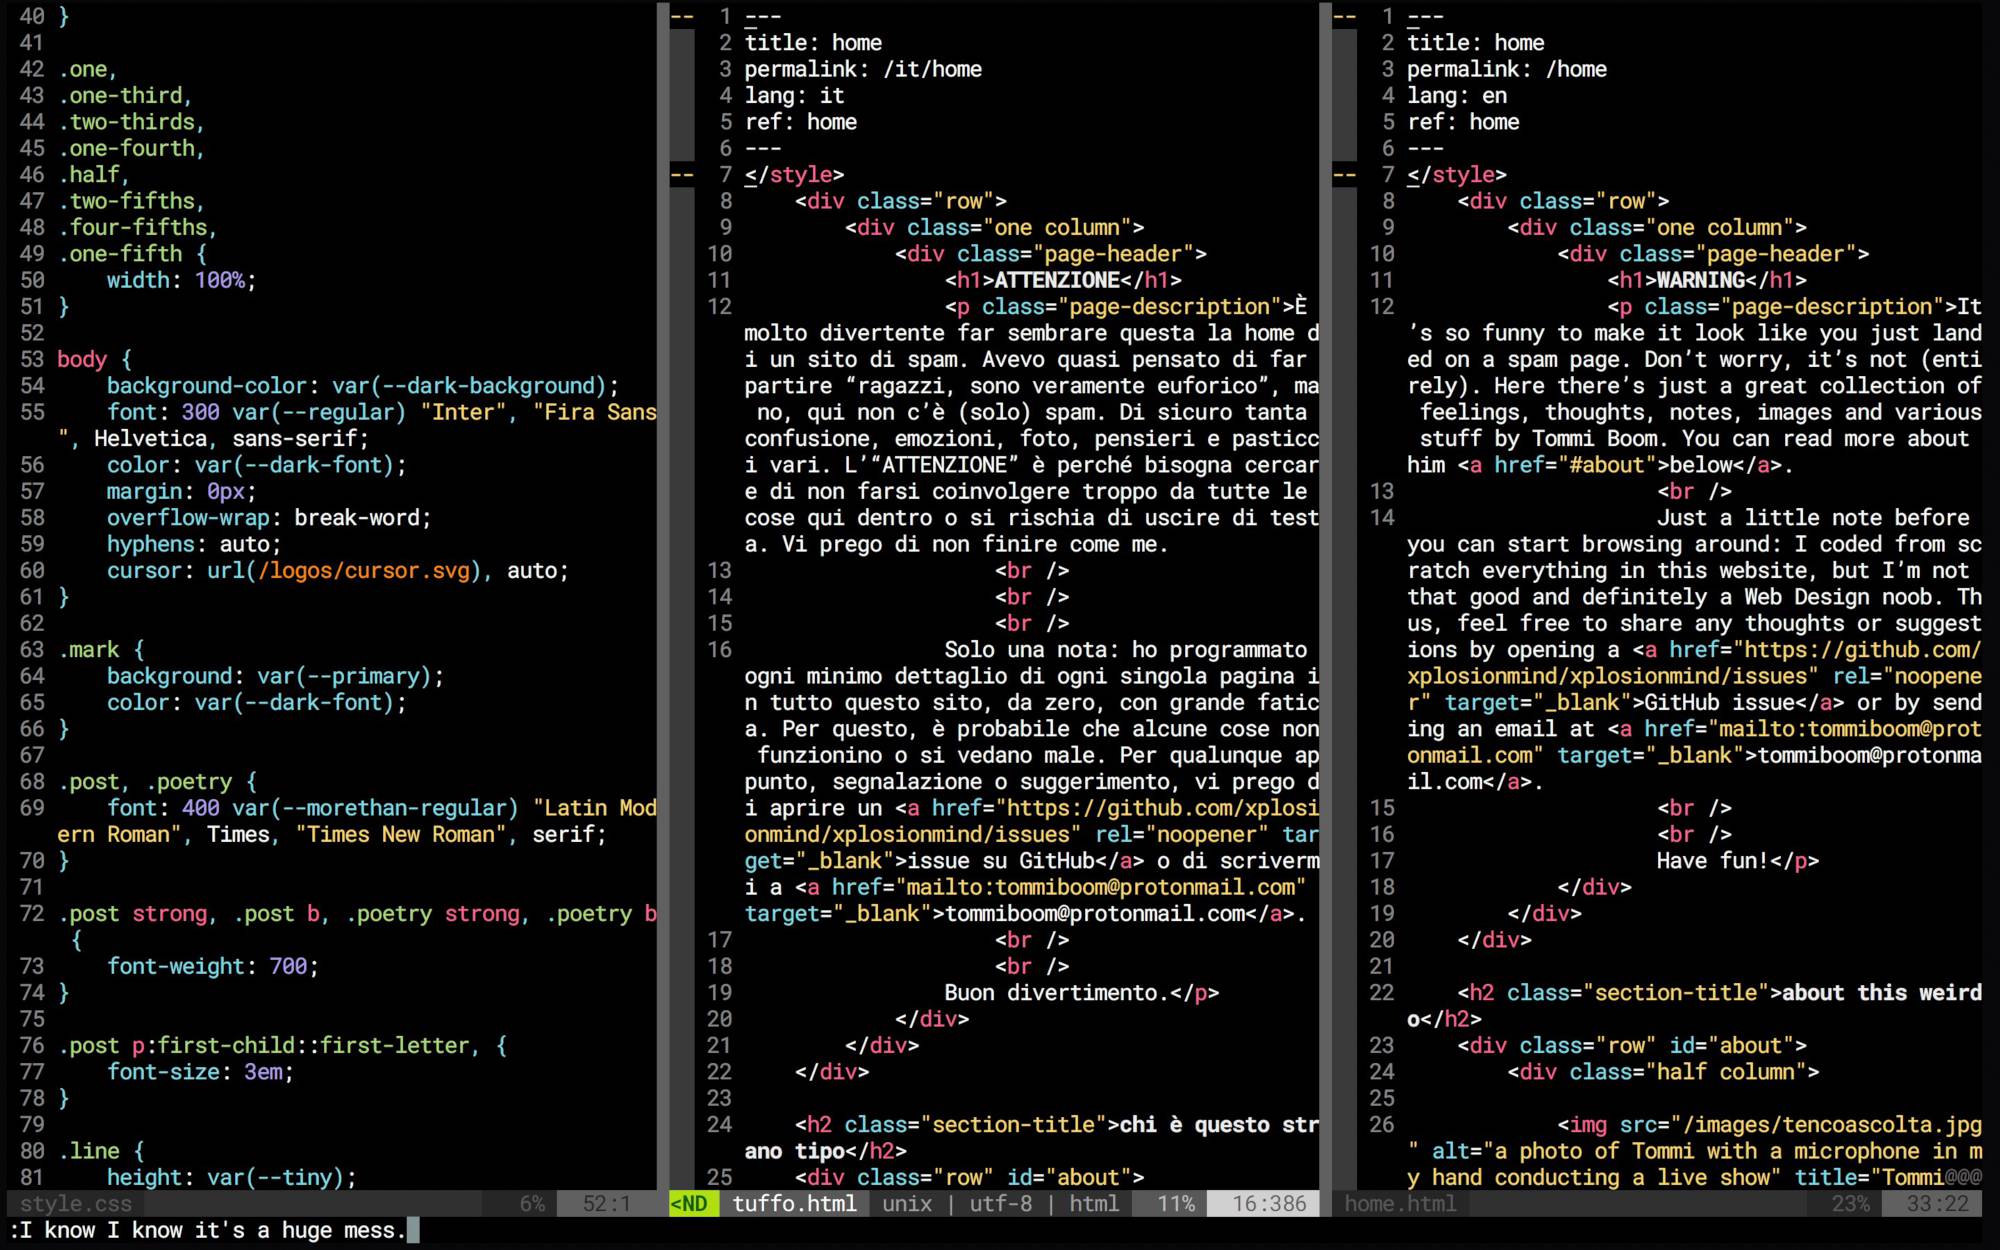 40 }
41
42 .one,
43 .one-third,
44 .two-thirds,
45 .one-fourth,
46 .half,
47 .two-fifths,
48 .four-fifths,
49 .one-fifth {
50     width: 100%;
51 }
52
53 body {
54     background-color: var(--dark-background);
55     font: 300 var(--regular) "Inter", "Fira Sans
", Helvetica, sans-serif;
56     color: var(--dark-font);
57     margin: 0px;
58     overflow-wrap: break-word;
59     hyphens: auto;
60     cursor: url(/logos/cursor.svg), auto;
61 }
62
63 .mark {
64     background: var(--primary);
65     color: var(--dark-font);
66 }
67
68 .post, .poetry {
69     font: 400 var(--morethan-regular) "Latin Mod
ern Roman", Times, "Times New Roman", serif;
70 }
71
72 .post strong, .post b, .poetry strong, .poetry b
 {
73     font-weight: 700;
74 }
75
76 .post p:first-child::first-letter, {
77     font-size: 3em;
78 }
79
80 .line {
81     height: var(--tiny);
style.css 6% 52:1
-- 1 ---
2 title: home
3 permalink: /it/home
4 lang: it
5 ref: home
6 ---
-- 7 </style>
8     <div class="row">
9         <div class="one column">
10             <div class="page-header">
11                 <h1>ATTENZIONE</h1>
12                 <p class="page-description">È
molto divertente far sembrare questa la home d
i un sito di spam. Avevo quasi pensato di far
partire “ragazzi, sono veramente euforico”, ma
 no, qui non c’è (solo) spam. Di sicuro tanta
confusione, emozioni, foto, pensieri e pasticc
i vari. L’“ATTENZIONE” è perché bisogna cercar
e di non farsi coinvolgere troppo da tutte le
cose qui dentro o si rischia di uscire di test
a. Vi prego di non finire come me.
13                     <br />
14                     <br />
15                     <br />
16                 Solo una nota: ho programmato
ogni minimo dettaglio di ogni singola pagina i
n tutto questo sito, da zero, con grande fatic
a. Per questo, è probabile che alcune cose non
 funzionino o si vedano male. Per qualunque ap
punto, segnalazione o suggerimento, vi prego d
i aprire un <a href="https://github.com/xplosi
onmind/xplosionmind/issues" rel="noopener" tar
get="_blank">issue su GitHub</a> o di scriverm
i a <a href="mailto:tommiboom@protonmail.com"
target="_blank">tommiboom@protonmail.com</a>.
17                     <br />
18                     <br />
19                 Buon divertimento.</p>
20             </div>
21         </div>
22     </div>
23
24     <h2 class="section-title">chi è questo str
ano tipo</h2>
25     <div class="row" id="about">
<ND tuffo.html unix | utf-8 | html 11% 16:386
-- 1 ---
2 title: home
3 permalink: /home
4 lang: en
5 ref: home
6 ---
-- 7 </style>
8     <div class="row">
9         <div class="one column">
10             <div class="page-header">
11                 <h1>WARNING</h1>
12                 <p class="page-description">It
’s so funny to make it look like you just land
ed on a spam page. Don’t worry, it’s not (enti
rely). Here there’s just a great collection of
 feelings, thoughts, notes, images and various
 stuff by Tommi Boom. You can read more about
him <a href="#about">below</a>.
13                     <br />
14                     Just a little note before
you can start browsing around: I coded from sc
ratch everything in this website, but I’m not
that good and definitely a Web Design noob. Th
us, feel free to share any thoughts or suggest
ions by opening a <a href="https://github.com/
xplosionmind/xplosionmind/issues" rel="noopene
r" target="_blank">GitHub issue</a> or by send
ing an email at <a href="mailto:tommiboom@prot
onmail.com" target="_blank">tommiboom@protonma
il.com</a>.
15                     <br />
16                     <br />
17                     Have fun!</p>
18             </div>
19         </div>
20     </div>
21
22     <h2 class="section-title">about this weird
o</h2>
23     <div class="row" id="about">
24         <div class="half column">
25
26             <img src="/images/tencoascolta.jpg
" alt="a photo of Tommi with a microphone in m
y hand conducting a live show" title="Tommi@@@
home.html 23% 33:22
:I know I know it's a huge mess.